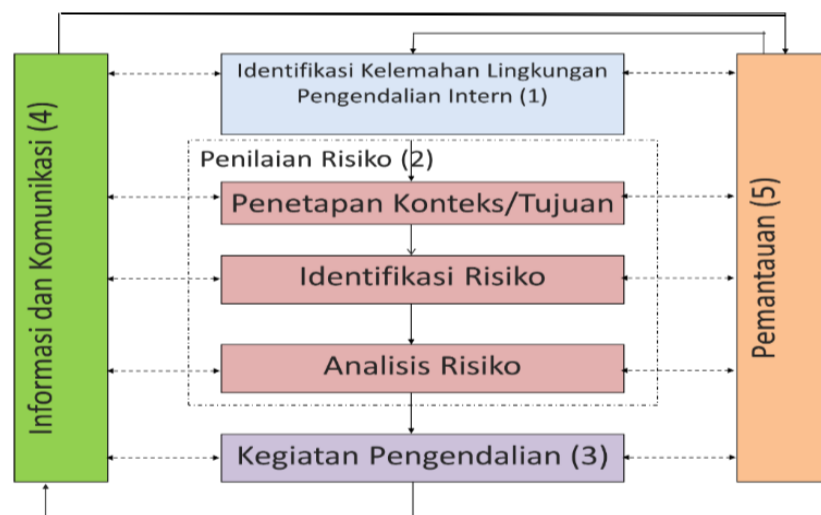 Informasi dan Komunikasi (4)
Identifikasi Kelemahan Lingkungan
Pengendalian Intern (1)
Penilaian Risiko (2)
Penetapan Konteks/Tujuan
Identifikasi Risiko
Analisis Risiko
Kegiatan Pengendalian (3)
Pemantauan (5)